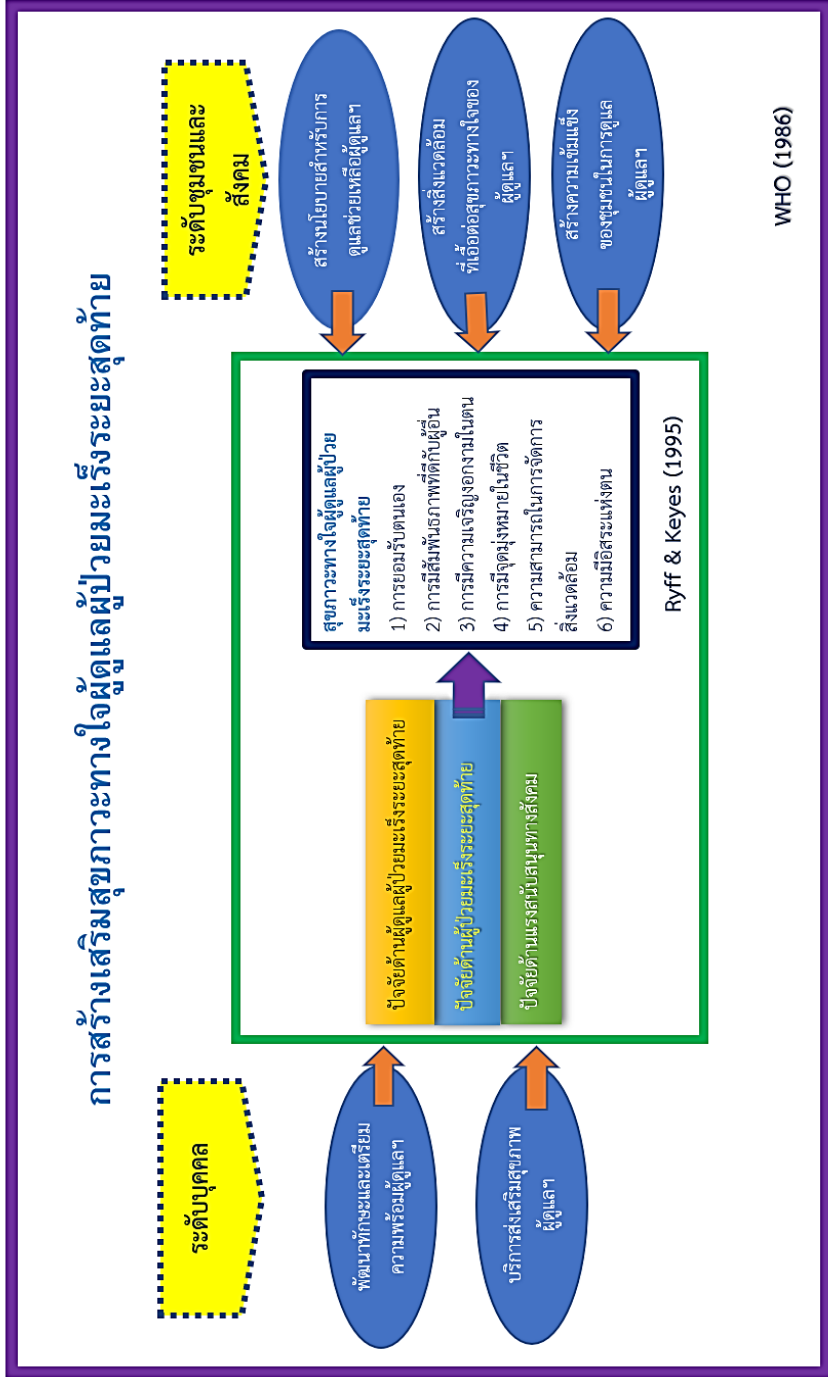 การสร้างเสริมสุขภาวะทางใจผู้ดูแลผู้ป่วยมะเร็งระยะสุดท้าย
ระดับบุคคล
พัฒนาทักษะและเตรียม
ความพร้อมผู้ดูแลฯ
บริการส่งเสริมสุขภาพ
ผู้ดูแลฯ
ปัจจัยด้านผู้ดูแลผู้ป่วยมะเร็งระยะสุดท้าย
ปัจจัยด้านผู้ป่วยมะเร็งระยะสุดท้าย
ปัจจัยด้านแรงสนับสนุนทางสังคม
สุขภาวะทางใจผู้ดูแลผู้ป่วย
มะเร็งระยะสุดท้าย
1) การยอมรับตนเอง
2) การมีสัมพันธภาพที่ดีกับผู้อื่น
3) การมีความเจริญงอกงามในตน
4) การมีจุดมุ่งหมายในชีวิต
5) ความสามารถในการจัดการ
สิ่งแวดล้อม
6) ความมีอิสระแห่งตน
Ryff & Keyes (1995)
ระดับชุมชนและ
สังคม
สร้างนโยบายสำหรับการ
ดูแลช่วยเหลือผู้ดูแลฯ
สร้างสิ่งแวดล้อม
ที่เอื้อต่อสุขภาวะทางใจของ
ผู้ดูแลฯ
สร้างความเข้มแข็ง
ของชุมชนในการดูแล
ผู้ดูแลฯ
WHO (1986)